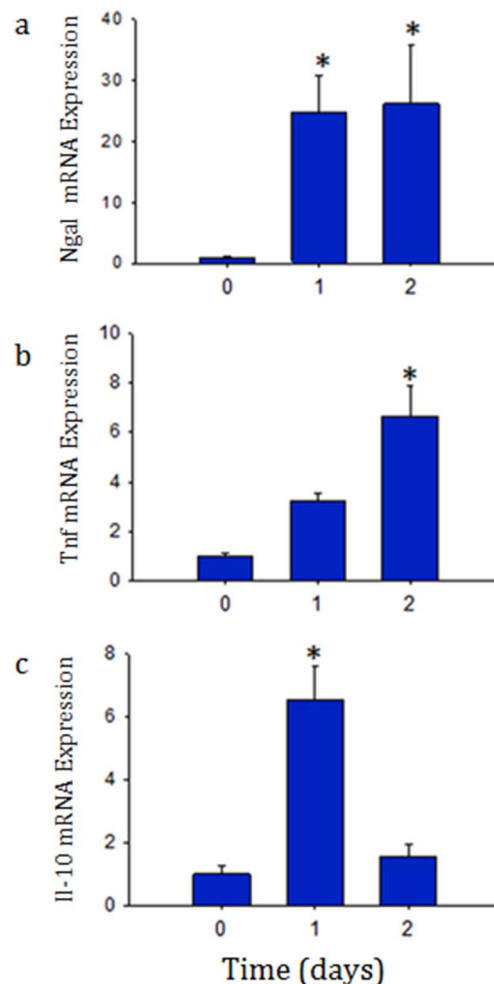 a
Ngal mRNA Expression
40
30
20
10
0
*
*
0 1 2
b
Tnf mRNA Expression
10
8
6
4
2
0
*
0 1 2
c
Il-10 mRNA Expression
8
6
4
2
0
*
0 1 2
Time (days)